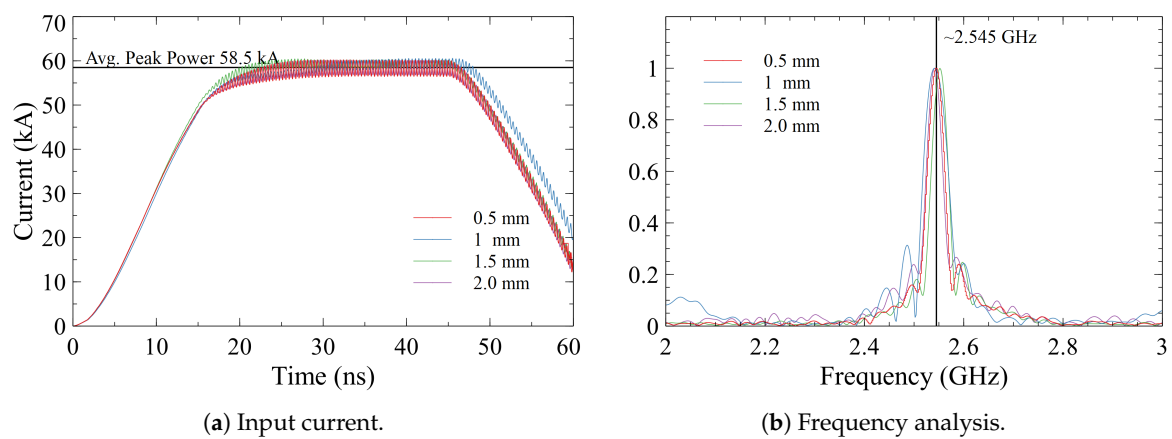 70
60
50
40
30
20
10
0
Current (kA)
Avg. Peak Power 58.5 kA
0.5 mm
1 mm
1.5 mm
2.0 mm
0 10 20 30 40 50 60
Time (ns)
(a) Input current.
~2.545 GHz
0.5 mm
1 mm
1.5 mm
2.0 mm
1
0.8
0.6
0.4
0.2
0
2 2.2 2.4 2.6 2.8 3
Frequency (GHz)
(b) Frequency analysis.